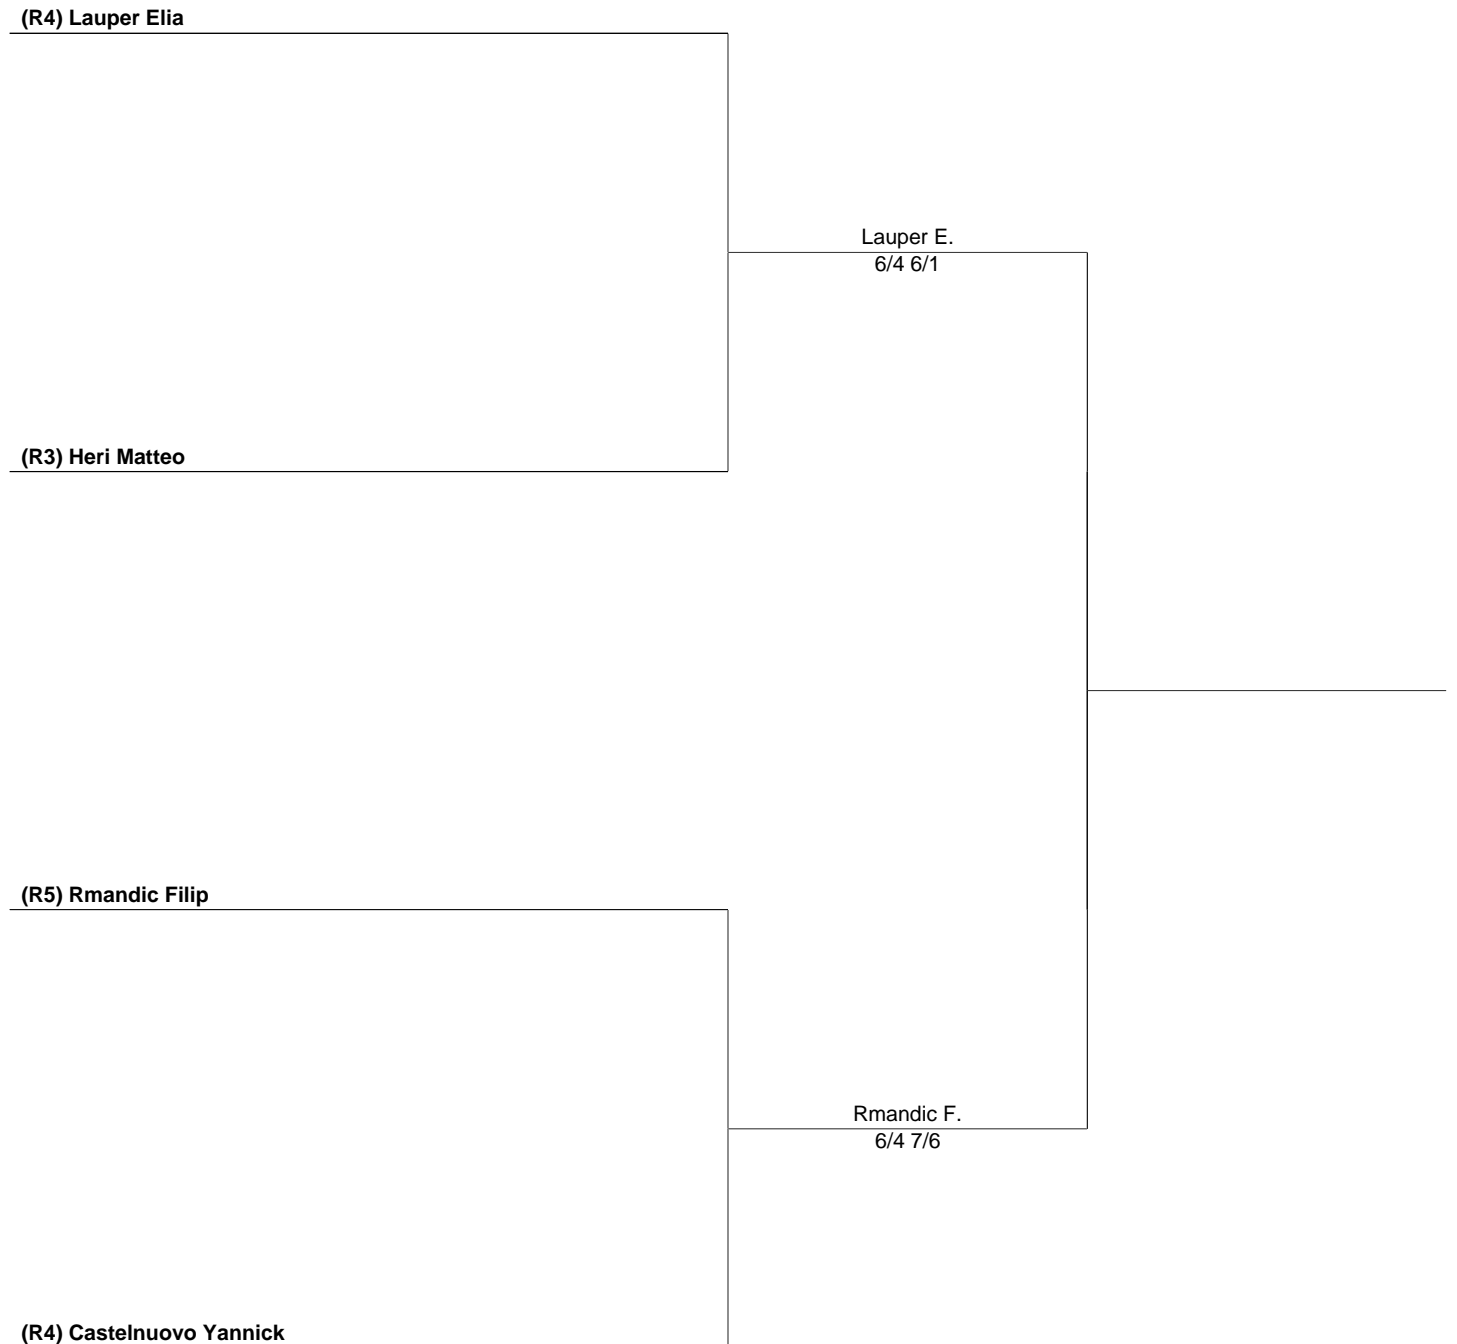 (R4) Lauper Elia
Lauper E.
6/4 6/1
(R3) Heri Matteo
(R5) Rmandic Filip
Rmandic F.
6/4 7/6
(R4) Castelnuovo Yannick